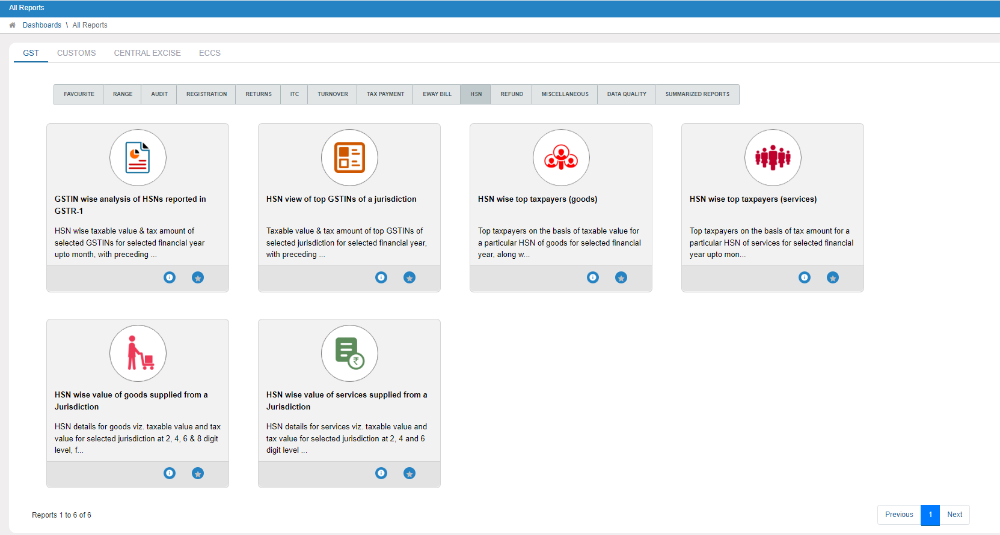 All Reports
Dashboards \ All Reports
GST CUSTOMS CENTRAL EXCISE ECCS
FAVOURITE RANGE AUDIT REGISTRATION RETURNS ITC TURNOVER TAX PAYMENT EWAY BILL HSN REFUND MISCELLANEOUS DATA QUALITY SUMMARIZED REPORTS
GSTIN wise analysis of HSNs reported in
GSTR-1
HSN wise taxable value & tax amount of
selected GSTINs for selected financial year
upto month, with preceding ...
HSN view of top GSTINs of a jurisdiction
Taxable value & tax amount of top GSTINs of
selected jurisdiction for selected financial year,
with preceding ...
HSN wise top taxpayers (goods)
Top taxpayers on the basis of taxable value for
a particular HSN of goods for selected financial
year, along w...
HSN wise top taxpayers (services)
Top taxpayers on the basis of tax amount for a
particular HSN of services for selected financial
year upto mon...
HSN wise value of goods supplied from a
Jurisdiction
HSN details for goods viz. taxable value and tax
value for selected jurisdiction at 2, 4, 6 & 8 digit
level, f...
₹
HSN wise value of services supplied from a
Jurisdiction
HSN details for services viz. taxable value and
tax value for selected jurisdiction at 2, 4 and 6
digit level ...
Reports 1 to 6 of 6
Previous 1 Next